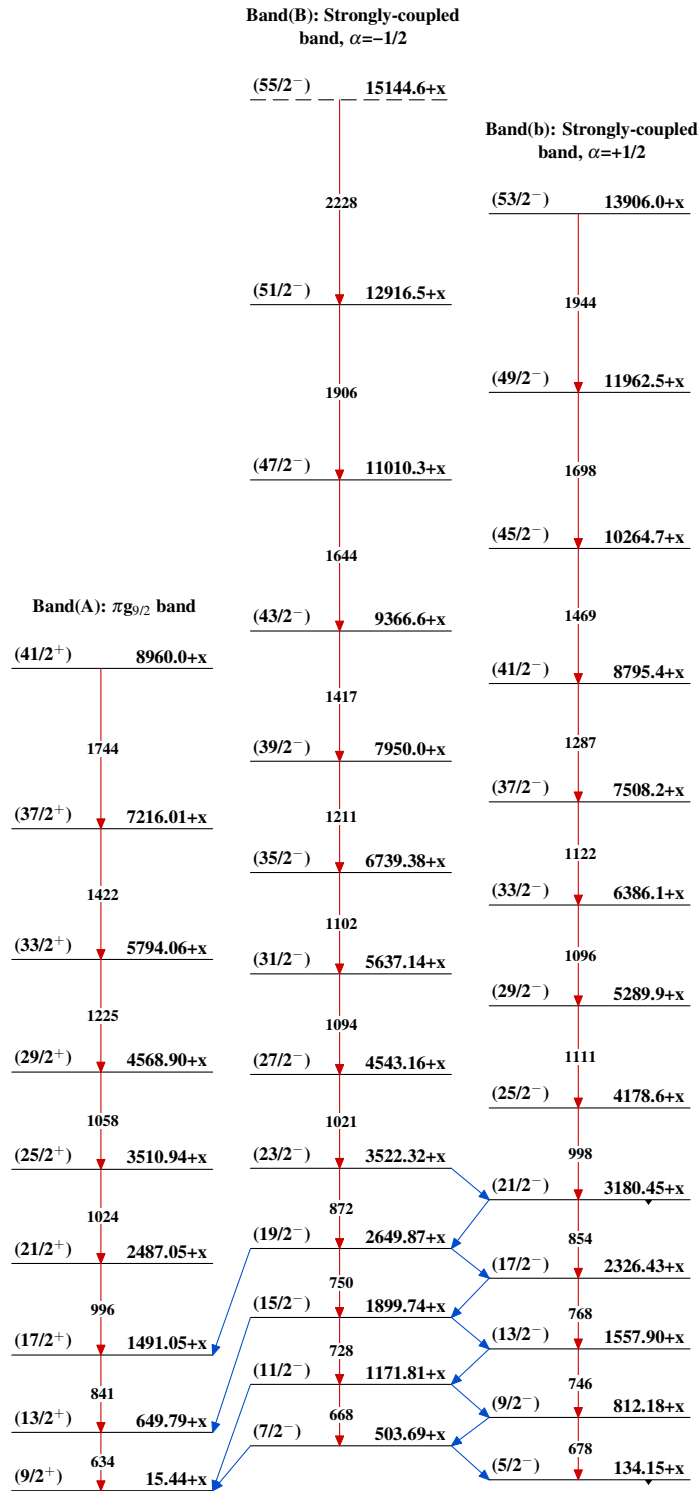 Band(B): Strongly-coupled
band, α=−1/2
(55/2⁻) 15144.6+x
2228
(51/2⁻) 12916.5+x
1906
(47/2⁻) 11010.3+x
1644
(43/2⁻) 9366.6+x
1417
(39/2⁻) 7950.0+x
1211
(35/2⁻) 6739.38+x
1102
(31/2⁻) 5637.14+x
1094
(27/2⁻) 4543.16+x
1021
(23/2⁻) 3522.32+x
872
(19/2⁻) 2649.87+x
750
(15/2⁻) 1899.74+x
728
(11/2⁻) 1171.81+x
668
(7/2⁻) 503.69+x
Band(b): Strongly-coupled
band, α=+1/2
(53/2⁻) 13906.0+x
1944
(49/2⁻) 11962.5+x
1698
(45/2⁻) 10264.7+x
1469
(41/2⁻) 8795.4+x
1287
(37/2⁻) 7508.2+x
1122
(33/2⁻) 6386.1+x
1096
(29/2⁻) 5289.9+x
1111
(25/2⁻) 4178.6+x
998
(21/2⁻) 3180.45+x
854
(17/2⁻) 2326.43+x
768
(13/2⁻) 1557.90+x
746
(9/2⁻) 812.18+x
678
(5/2⁻) 134.15+x
Band(A): πg9/2 band
(41/2⁺) 8960.0+x
1744
(37/2⁺) 7216.01+x
1422
(33/2⁺) 5794.06+x
1225
(29/2⁺) 4568.90+x
1058
(25/2⁺) 3510.94+x
1024
(21/2⁺) 2487.05+x
996
(17/2⁺) 1491.05+x
841
(13/2⁺) 649.79+x
634
(9/2⁺) 15.44+x